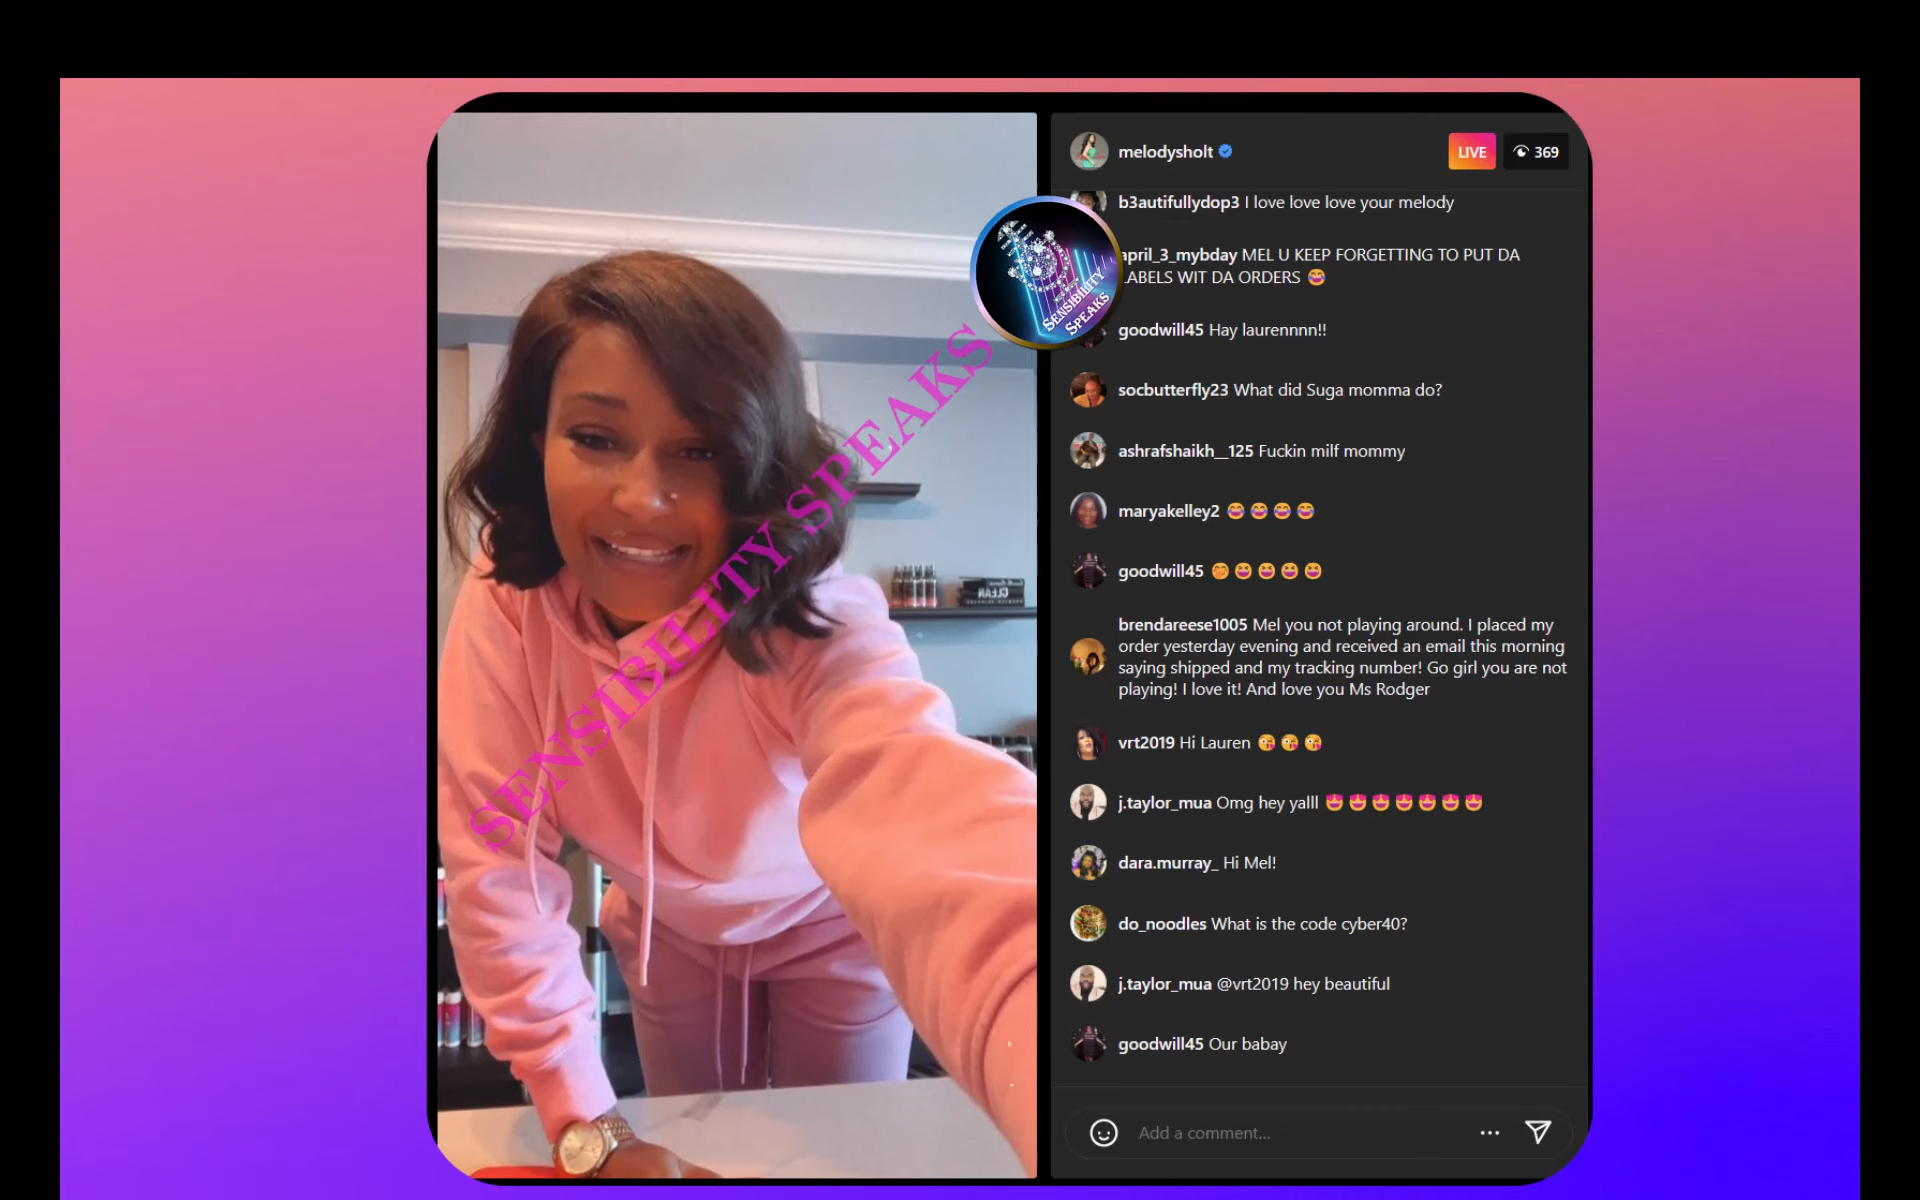 melodysholt
LIVE
369
b3autifullydop3 I love love love your melody
april_3_mybday MEL U KEEP FORGETTING TO PUT DA
LABELS WIT DA ORDERS 😂
goodwill45 Hay laurennnn!!
socbutterfly23 What did Suga momma do?
ashrafshaikh__125 Fuckin milf mommy
maryakelley2 😂😂😂😂
goodwill45 🤭😆😆😆😆
brendareese1005 Mel you not playing around. I placed my
order yesterday evening and received an email this morning
saying shipped and my tracking number! Go girl you are not
playing! I love it! And love you Ms Rodger
vrt2019 Hi Lauren 😘😘😘
j.taylor_mua Omg hey yalll 😍😍😍😍😍😍😍
dara.murray_ Hi Mel!
do_noodles What is the code cyber40?
j.taylor_mua @vrt2019 hey beautiful
goodwill45 Our babay
Add a comment...
SENSIBILITY SPEAKS
SENSIBILITY
SPEAKS
CLEAN